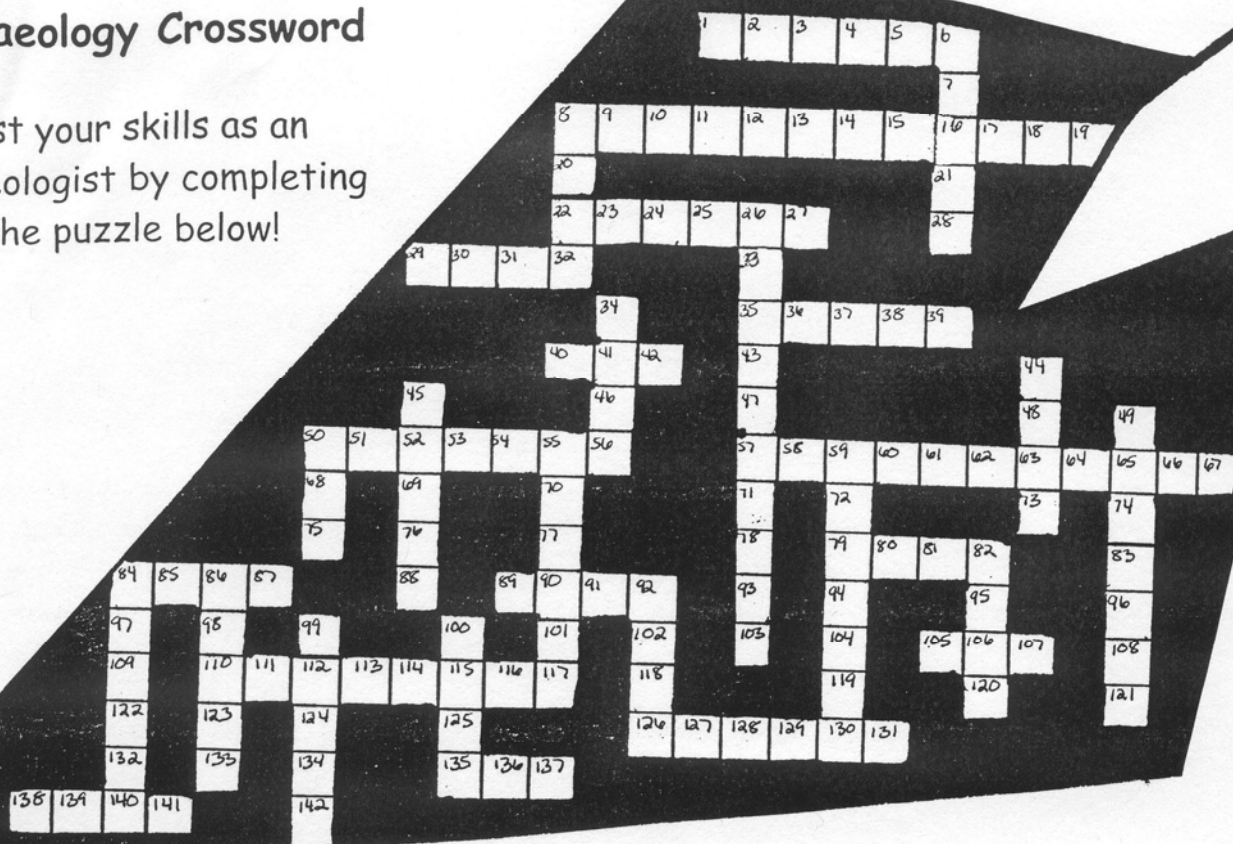 aeology Crossword
st your skills as an
ologist by completing
he puzzle below!
1 2 3 4 5 6
7
8 9 10 11 12 13 14 15 16 17 18 19
20 21
22 23 24 25 26 27 28
29 30 31 32 33
34 35 36 37 38 39
40 41 42 43 44
45 46 47 48 49
50 51 52 53 54 55 56 57 58 59 60 61 62 63 64 65 66 67
68 69 70 71 72 73 74
75 76 77 78 79 80 81 82 83
84 85 86 87 88 89 90 91 92 93 94 95 96
97 98 99 100 101 102 103 104 105 106 107 108
109 110 111 112 113 114 115 116 117 118 119 120 121
122 123 124 125 126 127 128 129 130 131
132 133 134 135 136 137
138 139 140 141 142